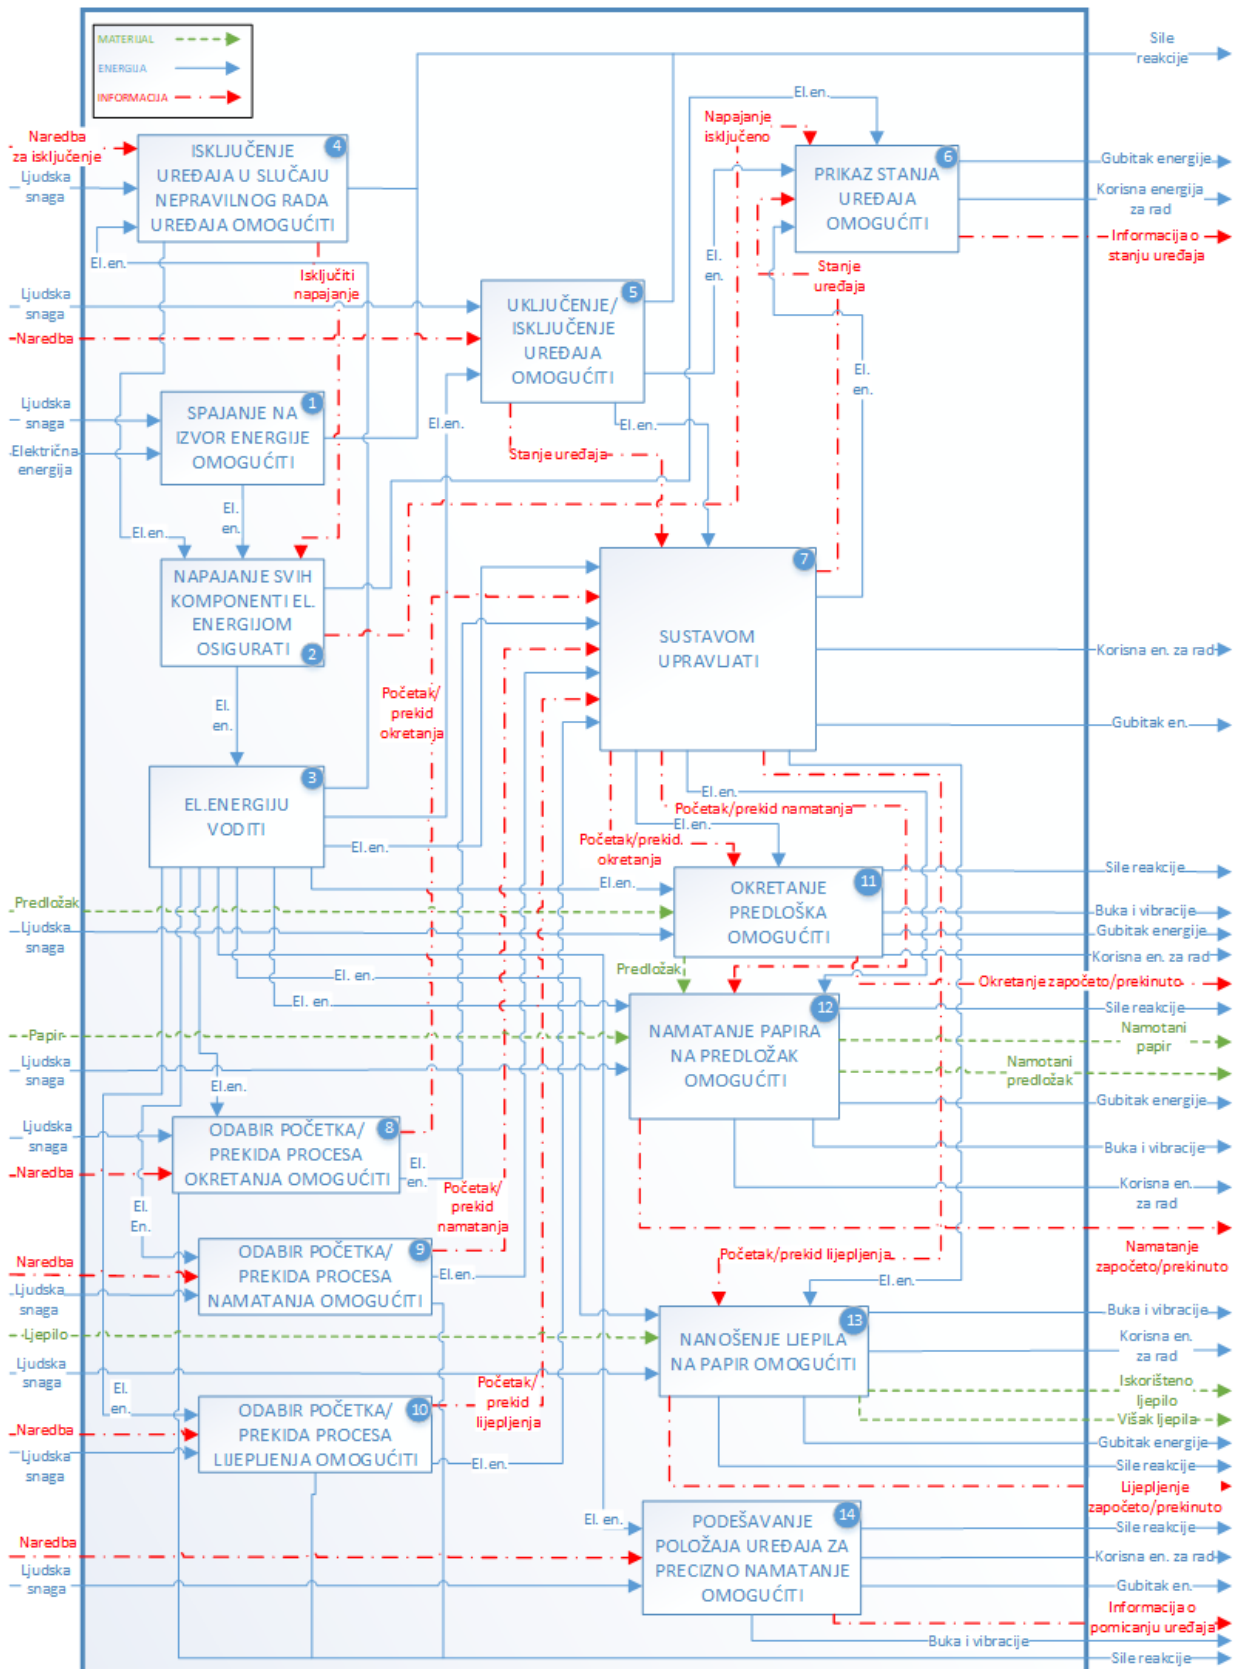 MATERIJAL
ENERGIJA
INFORMACIJA
Sile
reakcije
El.en.
Naredba
za isključenje
Ljudska
snaga
ISKLJUČENJE
UREĐAJA U SLUČAJU
NEPRAVILNOG RADA
UREĐAJA OMOGUĆITI
4
El.en.
Isključiti
napajanje
Napajanje
isključeno
PRIKAZ STANJA
UREĐAJA
OMOGUĆITI
6
Gubitak energije
Korisna energija
za rad
Informacija o
stanju uređaja
El.
en.
Stanje
uređaja
Ljudska
snaga
Naredba
UKLJUČENJE/
ISKLJUČENJE
UREĐAJA
OMOGUĆITI
5
El.
en.
Ljudska
snaga
Električna
energija
SPAJANJE NA
IZVOR ENERGIJE
OMOGUĆITI
1
El.en.
El.en.
Stanje uređaja
El.
en.
El.en.
NAPAJANJE SVIH
KOMPONENTI EL.
ENERGIJOM
OSIGURATI
2
SUSTAVOM
UPRAVLJATI
7
Korisna en. za rad
Gubitak en.
El.
en.
Početak/
prekid
okretanja
EL.ENERGIJU
VODITI
3
El.en.
El.en.
Početak/prekid namatanja
El.en.
Početak/prekid.
okretanja
El.en.
OKRETANJE
PREDLOŠKA
OMOGUĆITI
11
Sile reakcije
Buka i vibracije
Gubitak energije
Korisna en. za rad
Predložak
Ljudska
snaga
Predložak
El. en.
Okretanje započeto/prekinuto
El. en
NAMATANJE PAPIRA
NA PREDLOŽAK
OMOGUĆITI
12
Sile reakcije
Namotani
papir
Namotani
predložak
Gubitak energije
Papir
Ljudska
snaga
El.en.
Ljudska
snaga
Naredba
ODABIR POČETKA/
PREKIDA PROCESA
OKRETANJA OMOGUĆITI
8
El.
en.
Buka i vibracije
Korisna en.
za rad
Početak/
prekid
namatanja
El.
En.
Namatanje
započeto/prekinuto
Naredba
Ljudska
snaga
ODABIR POČETKA/
PREKIDA PROCESA
NAMATANJA OMOGUĆITI
9
El.en.
Početak/prekid lijepljenja
El.en.
Ljepilo
Ljudska
snaga
NANOŠENJE LJEPILA
NA PAPIR OMOGUĆITI
13
Buka i vibracije
Korisna en.
za rad
Iskorišteno
ljepilo
Višak ljepila
Gubitak energije
Sile reakcije
Lijepljenje
započeto/prekinuto
El.
en.
Početak/
prekid
lijepljenja
Naredba
Ljudska
snaga
ODABIR POČETKA/
PREKIDA PROCESA
LIJEPLJENJA OMOGUĆITI
10
El.en.
El. en.
Naredba
Ljudska
snaga
PODEŠAVANJE
POLOŽAJA UREĐAJA ZA
PRECIZNO NAMATANJE
OMOGUĆITI
14
Sile reakcije
Korisna en. za rad
Gubitak en.
Informacija o
pomicanju uređaja
Buka i vibracije
Sile reakcije